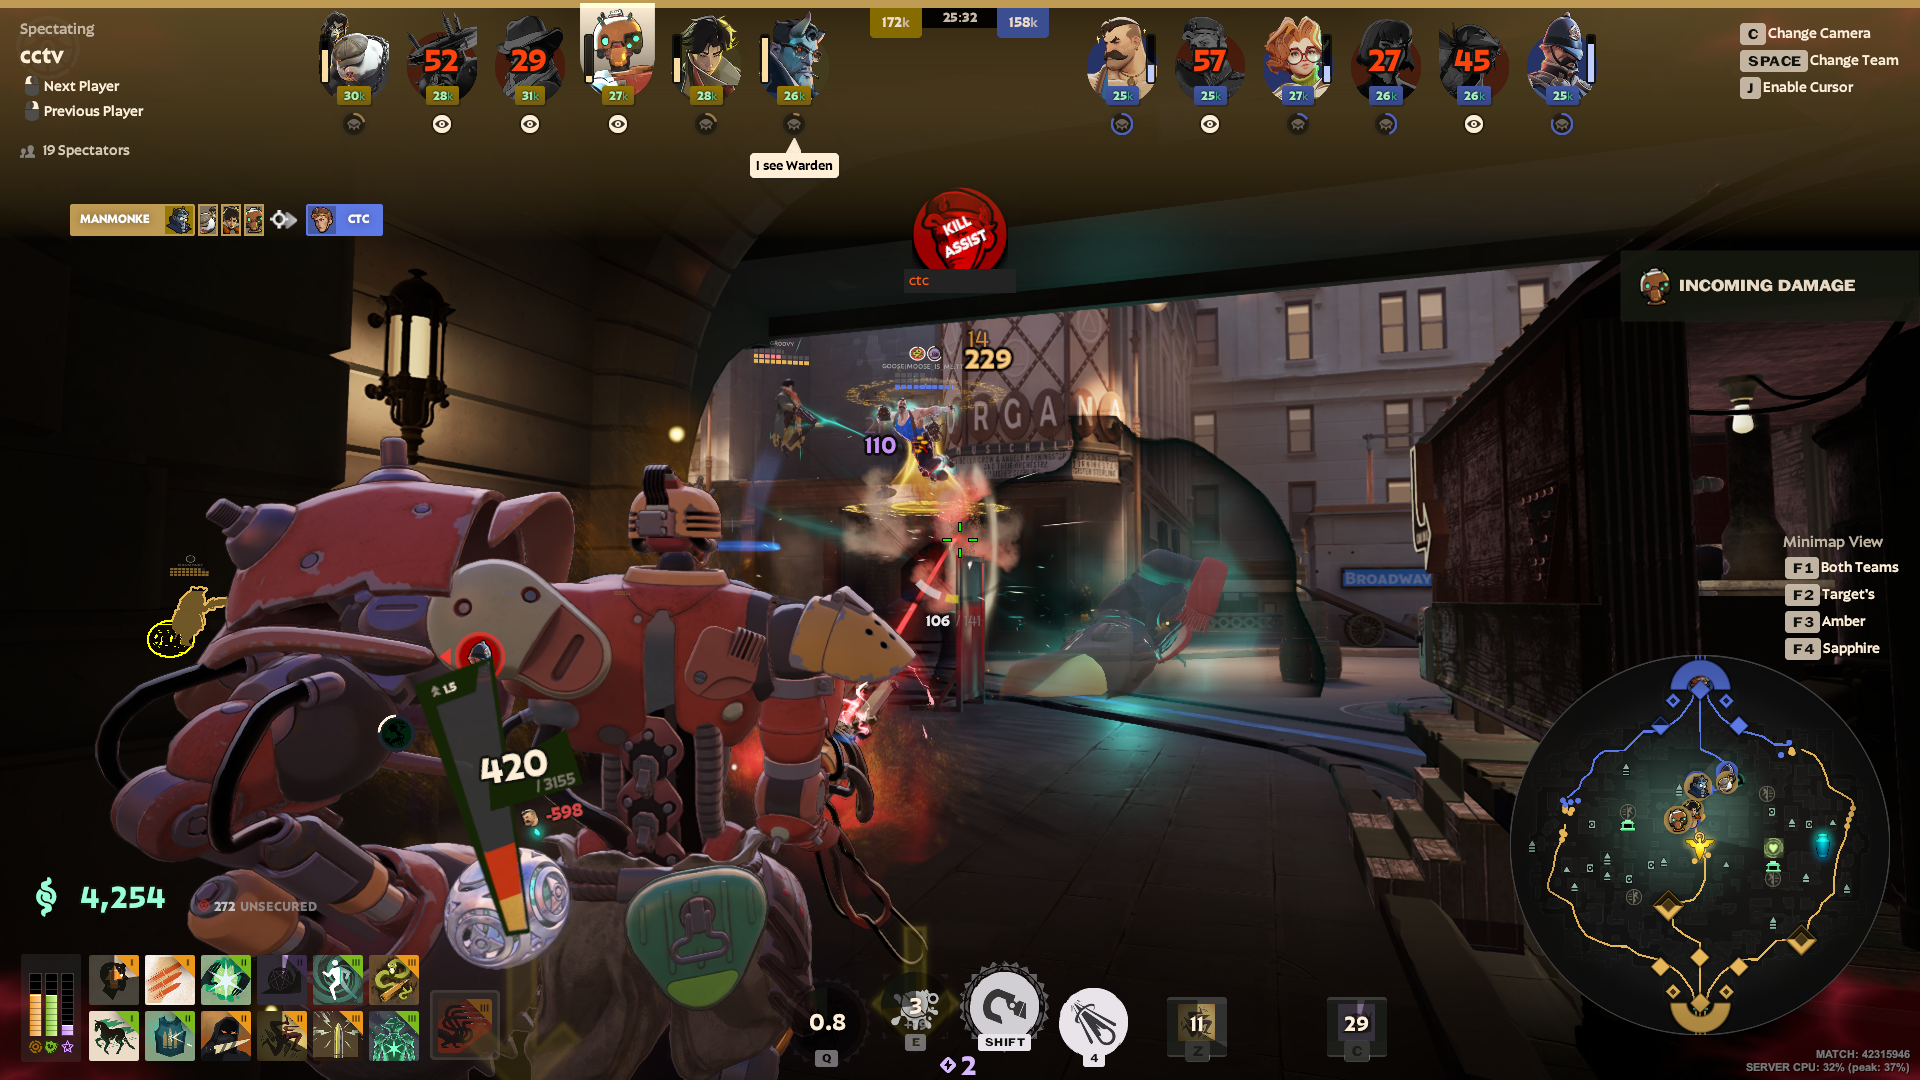 Spectating
cctv
Next Player
Previous Player
19 Spectators
172k
25:32
158k
52
29
57
27
45
30k
28k
31k
27k
28k
26k
25k
25k
27k
26k
26k
25k
I see Warden
C Change Camera
SPACE Change Team
J Enable Cursor
MANMONKE
CTC
KILL ASSIST
ctc
INCOMING DAMAGE
GROOVY
14
229
110
RGANA
BROADWAY
106 / 141
Minimap View
F1 Both Teams
F2 Target's
F3 Amber
F4 Sapphire
15
420
/3155
-598
4,254
272 UNSECURED
0.8
Q
3
E
2
SHIFT
4
11
Z
29
C
MATCH: 42315946
SERVER CPU: 32% (peak: 37%)